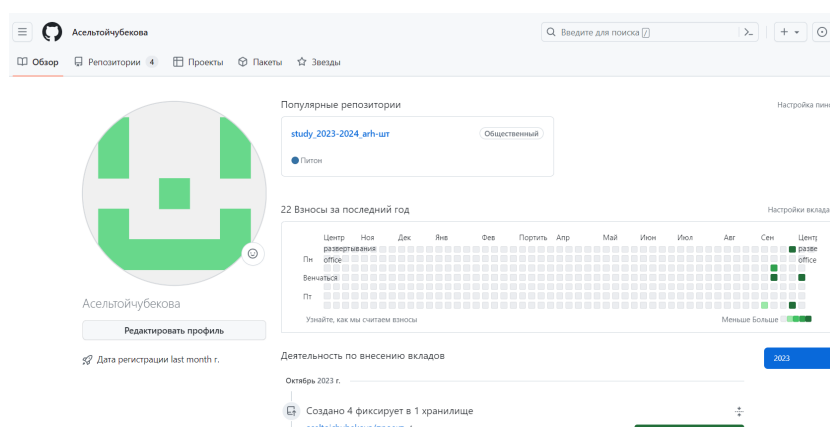 Асельтойчубекова
Введите для поиска /
Обзор Репозитории 4 Проекты Пакеты Звезды
Популярные репозитории
study_2023-2024_arh-шт Общественный
Питон
22 Взносы за последний год
Настройки вклада
Центр развертывания office Ноя Дек Янв Фев Портить Апр Май Июн Июл Авг Сен
office
Пн
Венчаться
Пт
Узнайте, как мы считаем взносы
Меньше Больше
Асельтойчубекова
Редактировать профиль
Дата регистрации last month г.
Деятельность по внесению вкладов
2023
Октябрь 2023 г.
Создано 4 фиксирует в 1 хранилище